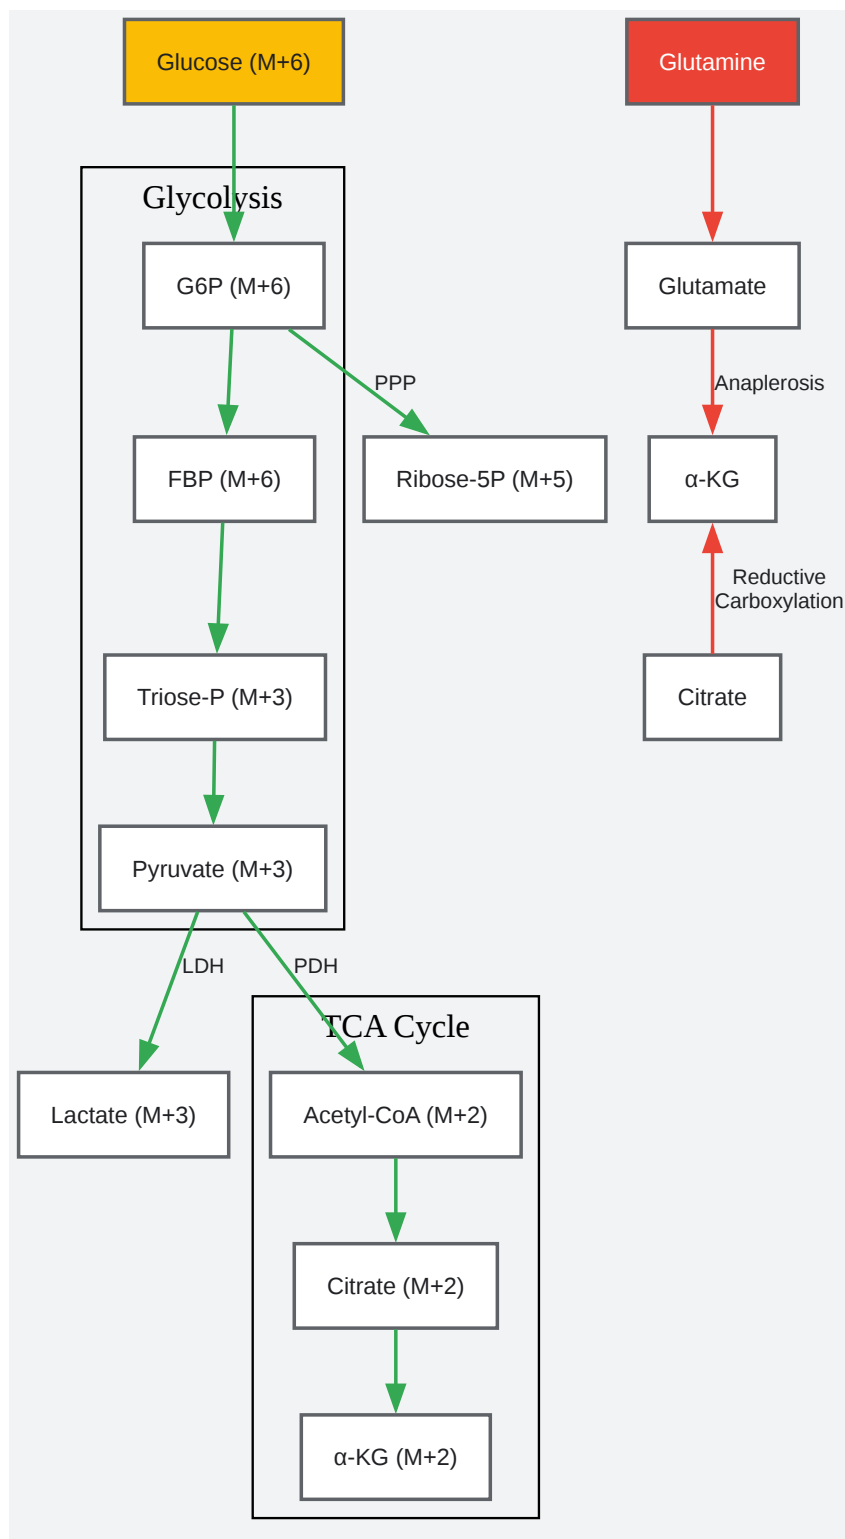 Glucose (M+6)
Glutamine
Glycolysis
G6P (M+6)
Glutamate
PPP
Anaplerosis
FBP (M+6)
Ribose-5P (M+5)
α-KG
Reductive
Carboxylation
Triose-P (M+3)
Citrate
Pyruvate (M+3)
LDH
PDH
TCA Cycle
Lactate (M+3)
Acetyl-CoA (M+2)
Citrate (M+2)
α-KG (M+2)